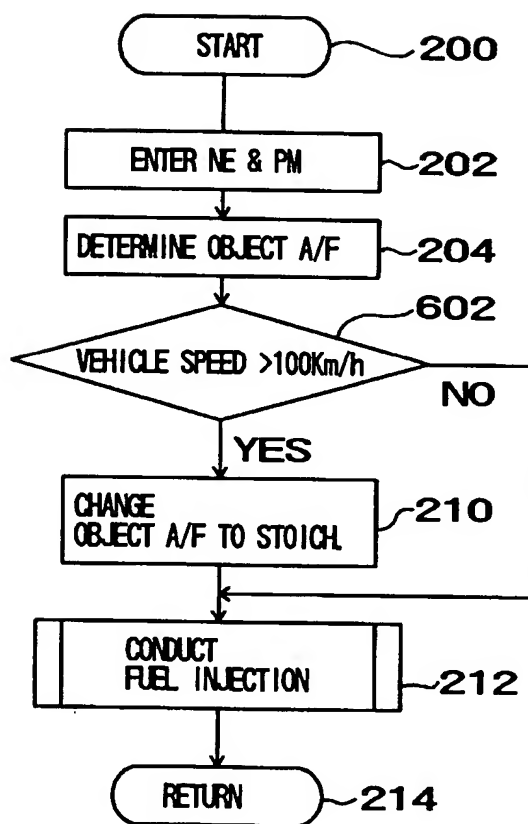 START
200
ENTER NE & PM
202
DETERMINE OBJECT A/F
204
602
VEHICLE SPEED >100Km/h
NO
YES
CHANGE
OBJECT A/F TO STOICH.
210
CONDUCT
FUEL INJECTION
212
RETURN
214